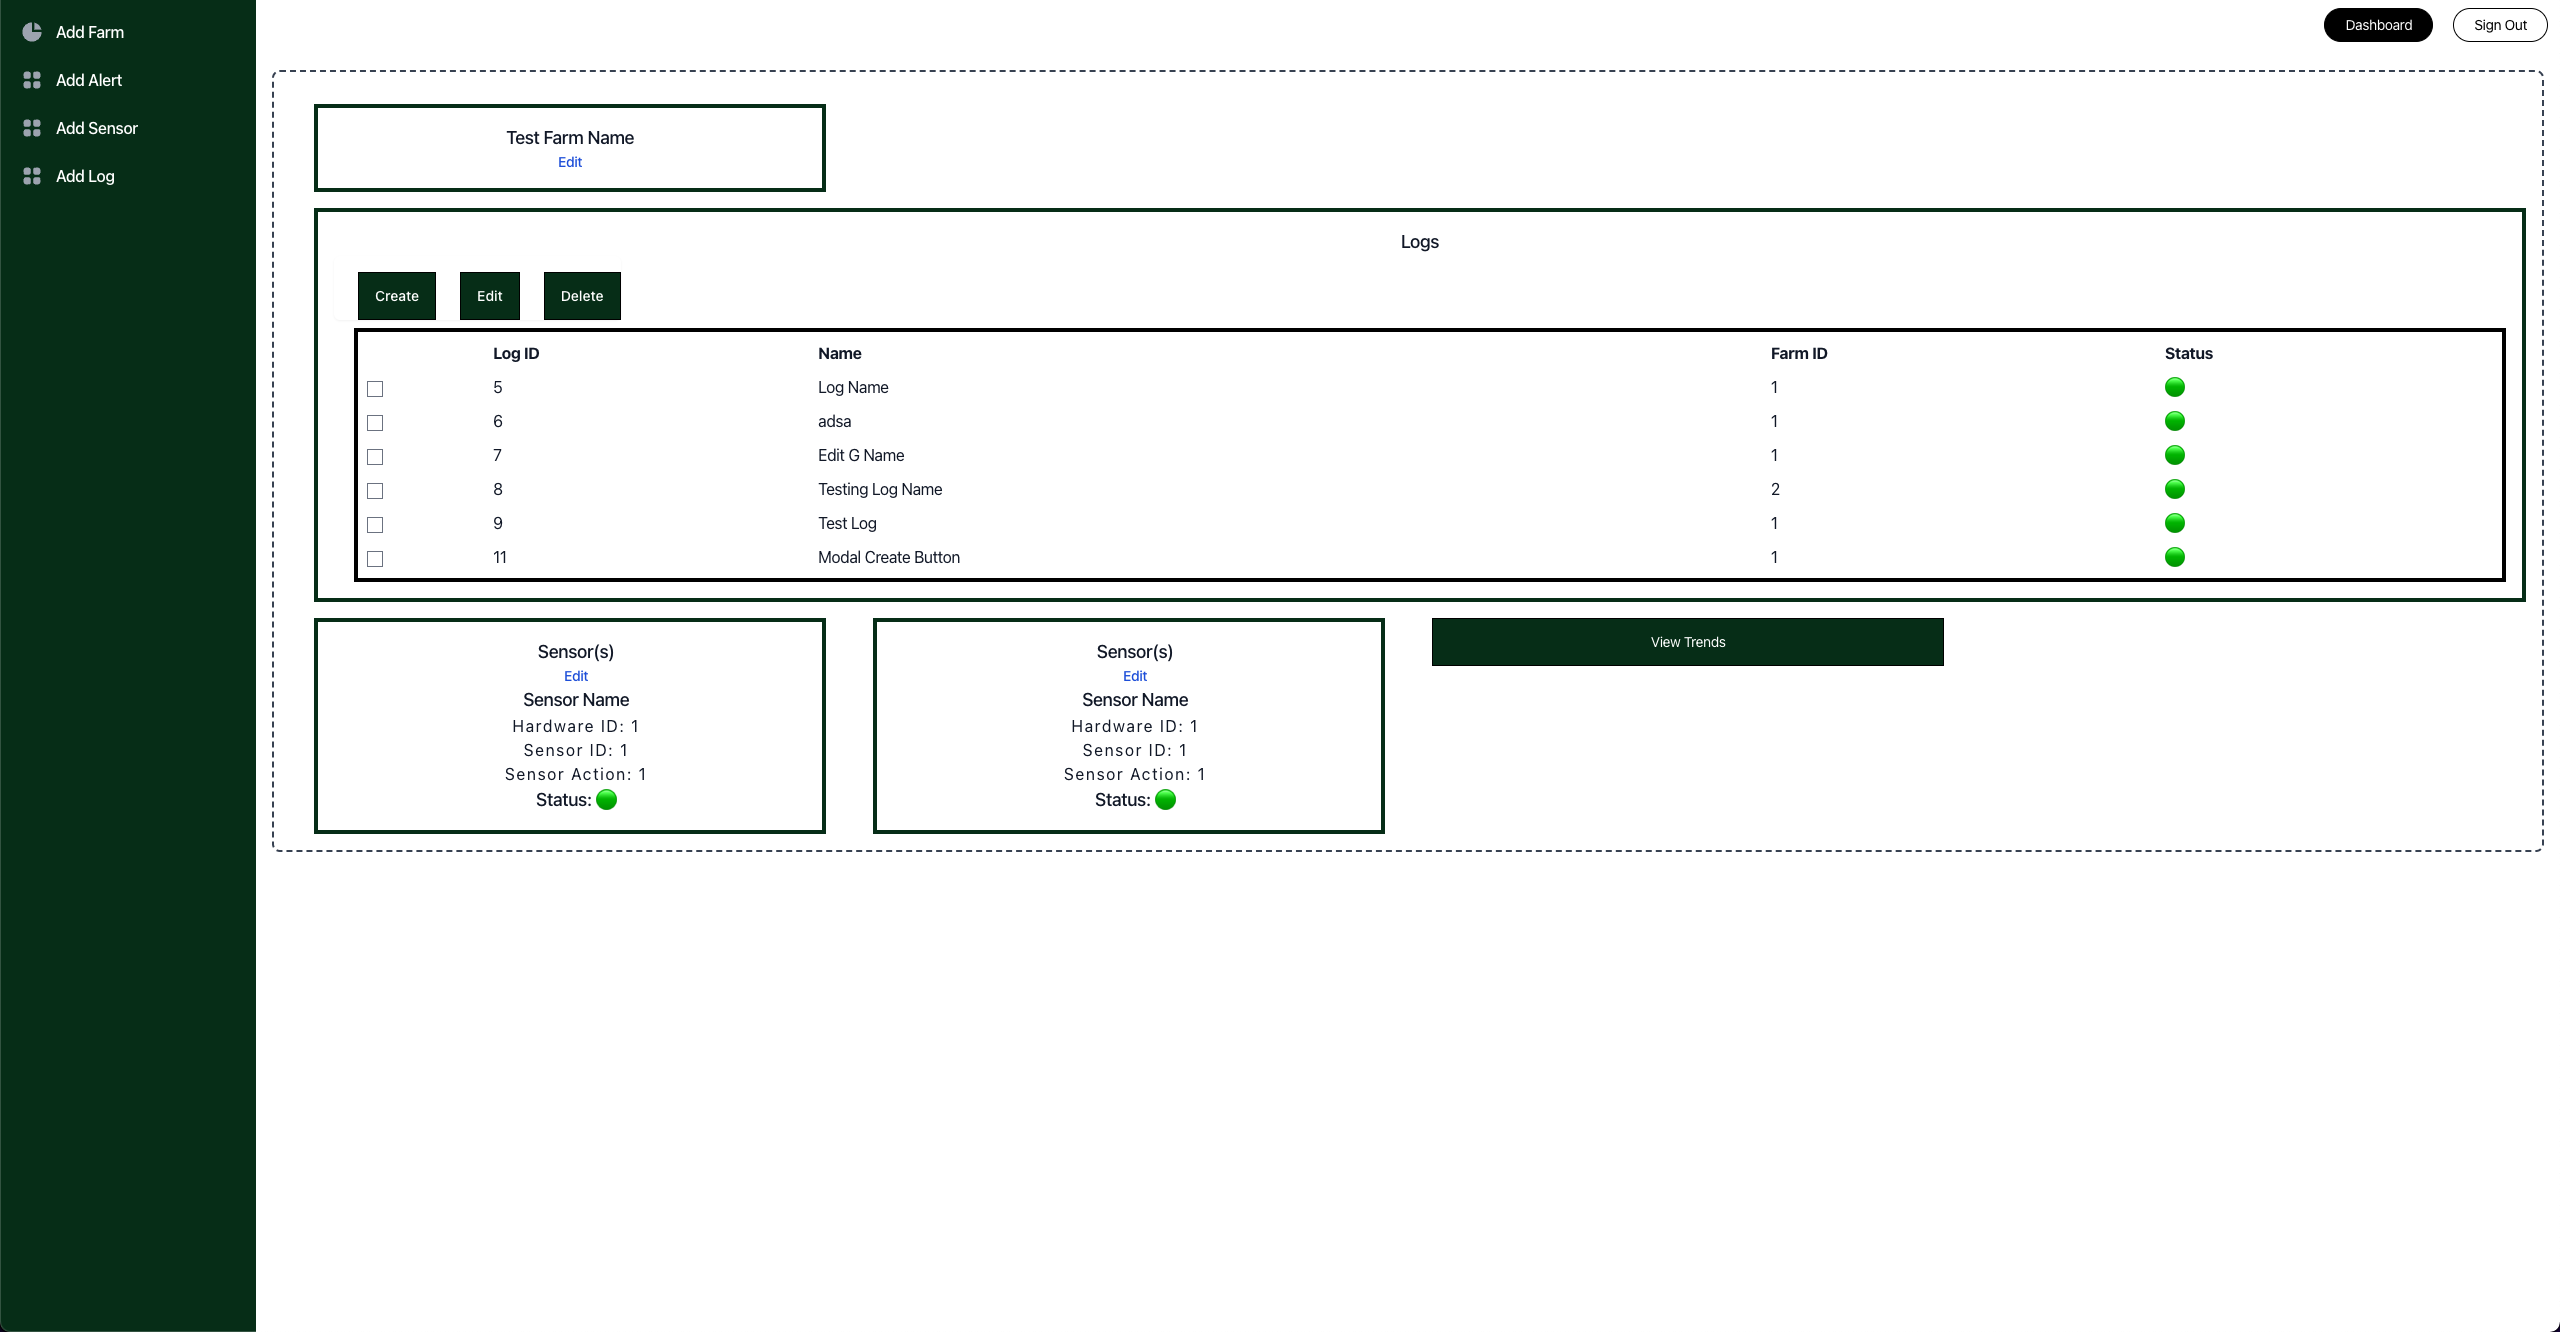 Add Farm
Add Alert
Add Sensor
Add Log
Dashboard Sign Out
Test Farm Name
Edit
Logs
Create Edit Delete
Log ID Name Farm ID Status
5 Log Name 1
6 adsa 1
7 Edit G Name 1
8 Testing Log Name 2
9 Test Log 1
11 Modal Create Button 1
Sensor(s)
Edit
Sensor Name
Hardware ID: 1
Sensor ID: 1
Sensor Action: 1
Status:
Sensor(s)
Edit
Sensor Name
Hardware ID: 1
Sensor ID: 1
Sensor Action: 1
Status:
View Trends